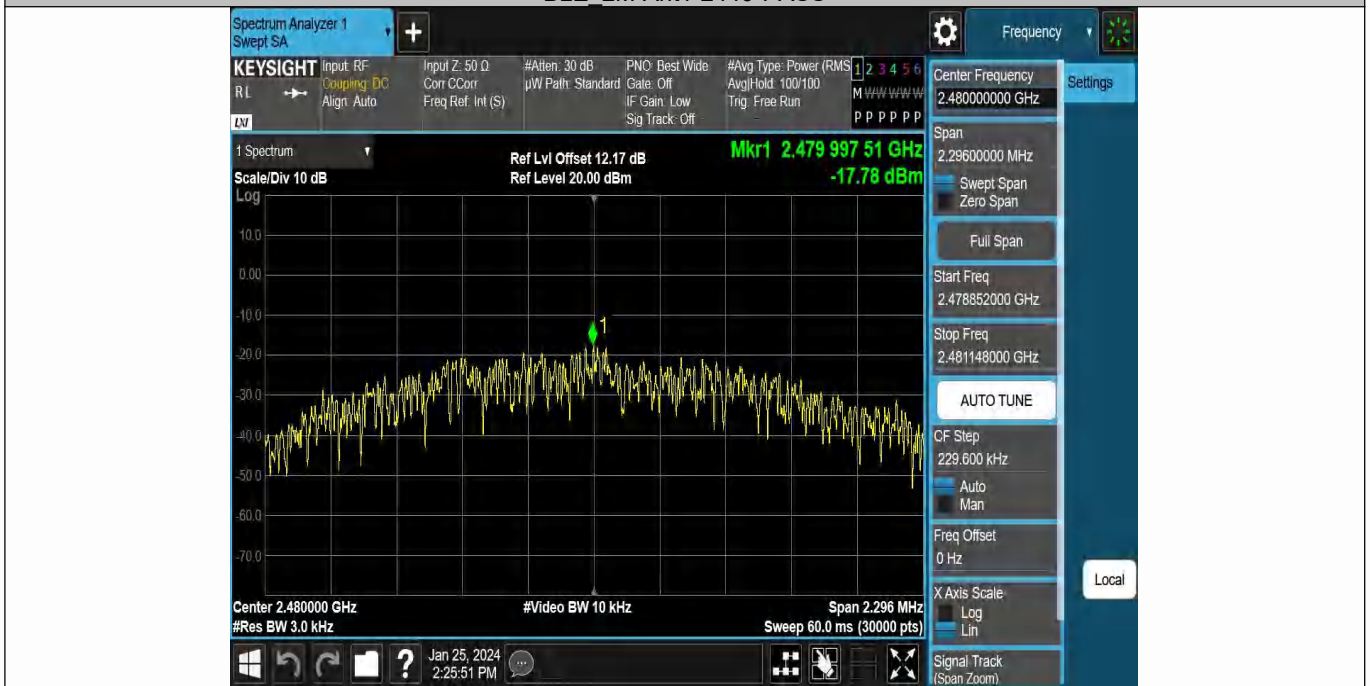 Spectrum Analyzer 1
Swept SA
+
Frequency
KEYSIGHT
R L
LXI
Input: RF
Coupling: DC
Align: Auto
Input Z: 50 Ω
Corr CCorr
Freq Ref: Int (S)
#Atten: 30 dB
µW Path: Standard
PNO: Best Wide
Gate: Off
IF Gain: Low
Sig Track: Off
#Avg Type: Power (RMS
Avg|Hold: 100/100
Trig: Free Run
1 2 3 4 5 6
M W W W W W
P P P P P P
Center Frequency
2.480000000 GHz
Settings
1 Spectrum
Scale/Div 10 dB
Ref Lvl Offset 12.17 dB
Ref Level 20.00 dBm
Mkr1 2.479 997 51 GHz
-17.78 dBm
Span
2.29600000 MHz
Swept Span
Zero Span
Full Span
Start Freq
2.478852000 GHz
Stop Freq
2.481148000 GHz
AUTO TUNE
CF Step
229.600 kHz
Auto
Man
Freq Offset
0 Hz
X Axis Scale
Log
Lin
Signal Track
(Span Zoom)
Local
Log
10.0
0.00
-10.0
-20.0
-30.0
-40.0
-50.0
-60.0
-70.0
1
Center 2.480000 GHz
#Res BW 3.0 kHz
#Video BW 10 kHz
Span 2.296 MHz
Sweep 60.0 ms (30000 pts)
?
Jan 25, 2024
2:25:51 PM